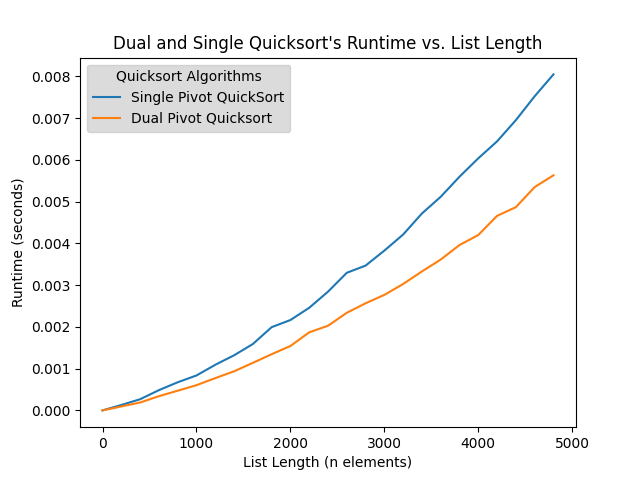 Dual and Single Quicksort's Runtime vs. List Length
Quicksort Algorithms
Single Pivot QuickSort
Dual Pivot Quicksort
0.008
0.007
0.006
0.005
0.004
0.003
0.002
0.001
0.000
Runtime (seconds)
0 1000 2000 3000 4000 5000
List Length (n elements)